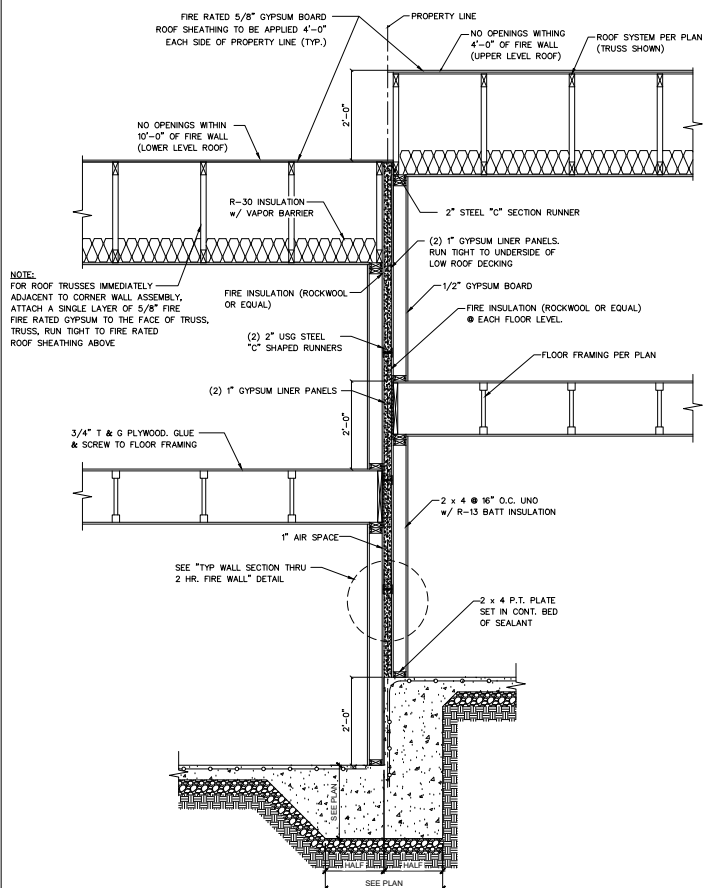 FIRE RATED 5/8" GYPSUM BOARD
ROOF SHEATHING TO BE APPLIED 4'-0"
EACH SIDE OF PROPERTY LINE (TYP.)
PROPERTY LINE
NO OPENINGS WITHING
4'-0" OF FIRE WALL
(UPPER LEVEL ROOF)
ROOF SYSTEM PER PLAN
(TRUSS SHOWN)
2'-0"
NO OPENINGS WITHIN
10'-0" OF FIRE WALL
(LOWER LEVEL ROOF)
R-30 INSULATION
w/ VAPOR BARRIER
2" STEEL "C" SECTION RUNNER
(2) 1" GYPSUM LINER PANELS.
RUN TIGHT TO UNDERSIDE OF
LOW ROOF DECKING
NOTE:
FOR ROOF TRUSSES IMMEDIATELY
ADJACENT TO CORNER WALL ASSEMBLY,
ATTACH A SINGLE LAYER OF 5/8" FIRE
FIRE RATED GYPSUM TO THE FACE OF TRUSS,
TRUSS, RUN TIGHT TO FIRE RATED
ROOF SHEATHING ABOVE
FIRE INSULATION (ROCKWOOL
OR EQUAL)
1/2" GYPSUM BOARD
FIRE INSULATION (ROCKWOOL OR EQUAL)
@ EACH FLOOR LEVEL.
(2) 2" USG STEEL
"C" SHAPED RUNNERS
FLOOR FRAMING PER PLAN
(2) 1" GYPSUM LINER PANELS
2'-0"
3/4" T & G PLYWOOD. GLUE
& SCREW TO FLOOR FRAMING
2 x 4 @ 16" O.C. UNO
w/ R-13 BATT INSULATION
1" AIR SPACE
SEE "TYP WALL SECTION THRU
2 HR. FIRE WALL" DETAIL
2 x 4 P.T. PLATE
SET IN CONT. BED
OF SEALANT
2'-0"
SEE PLAN
HALF
HALF
SEE PLAN